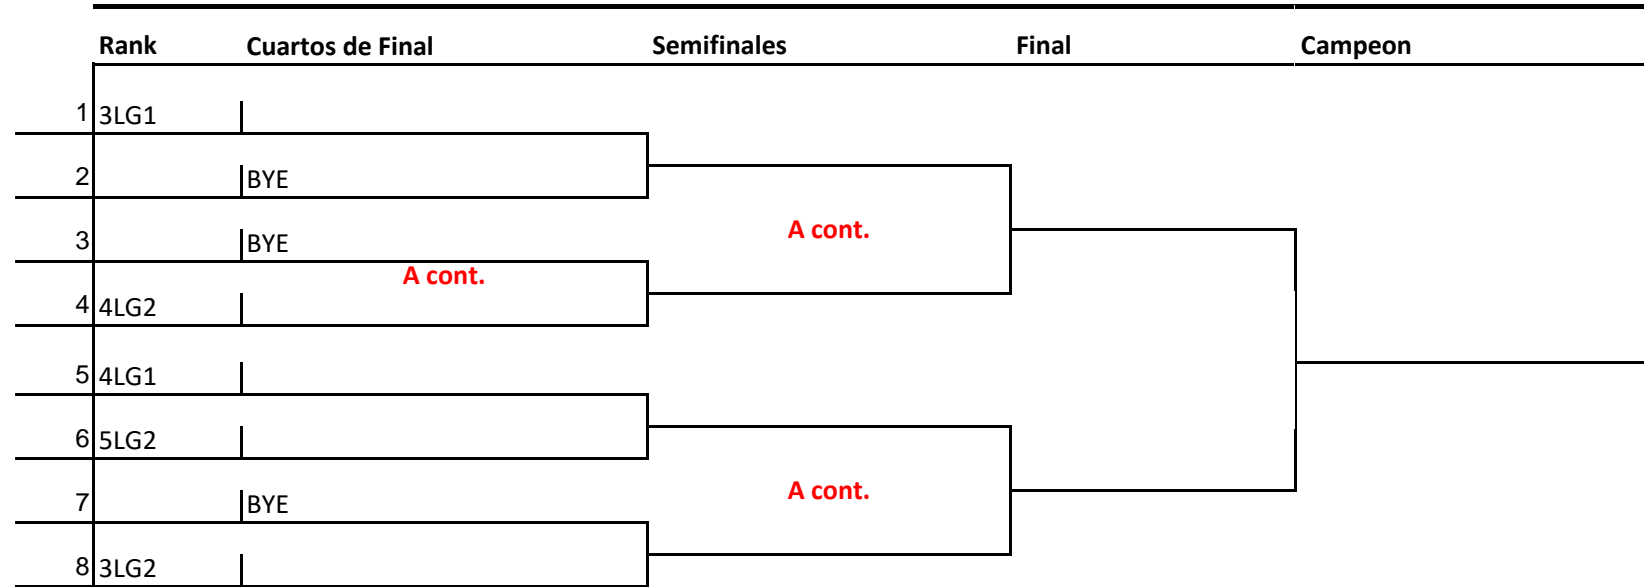 Rank Cuartos de Final Semifinales Final Campeon
1 3LG1
2 BYE
3 BYE
A cont.
A cont.
4 4LG2
5 4LG1
6 5LG2
7 BYE
A cont.
8 3LG2